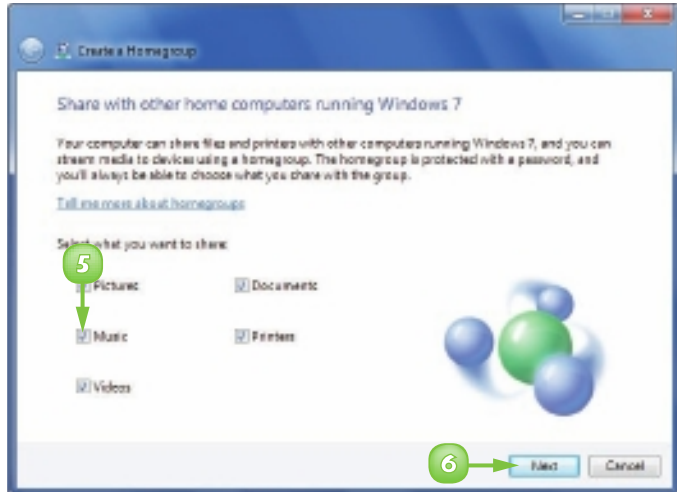 Create a Homegroup
Share with other home computers running Windows 7
Your computer can share files and printers with other computers running Windows 7, and you can
stream media to devices using a homegroup. The homegroup is protected with a password, and
you'll always be able to choose what you share with the group.
Tell me more about homegroups
Select what you want to share:
5
Pictures Documents
Music Printers
Videos
6 Next Cancel